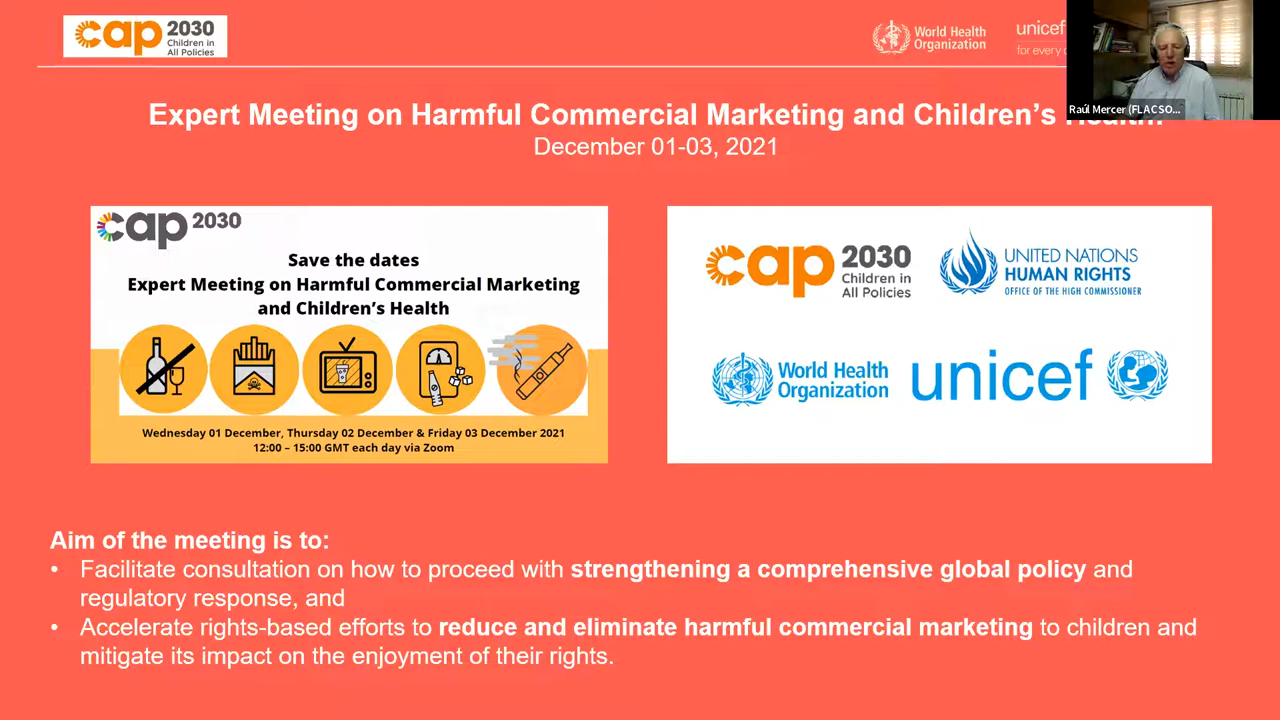 cap 2030
Children in
All Policies
World Health
Organization
unicef
for every
Raúl Mercer (FLACSO...
Expert Meeting on Harmful Commercial Marketing and Children's
December 01-03, 2021
cap 2030
Save the dates
Expert Meeting on Harmful Commercial Marketing
and Children's Health
Wednesday 01 December, Thursday 02 December & Friday 03 December 2021
12:00 – 15:00 GMT each day via Zoom
cap 2030
Children in
All Policies
UNITED NATIONS
HUMAN RIGHTS
OFFICE OF THE HIGH COMMISSIONER
World Health
Organization
unicef
Aim of the meeting is to:
• Facilitate consultation on how to proceed with strengthening a comprehensive global policy and
regulatory response, and
• Accelerate rights-based efforts to reduce and eliminate harmful commercial marketing to children and
mitigate its impact on the enjoyment of their rights.